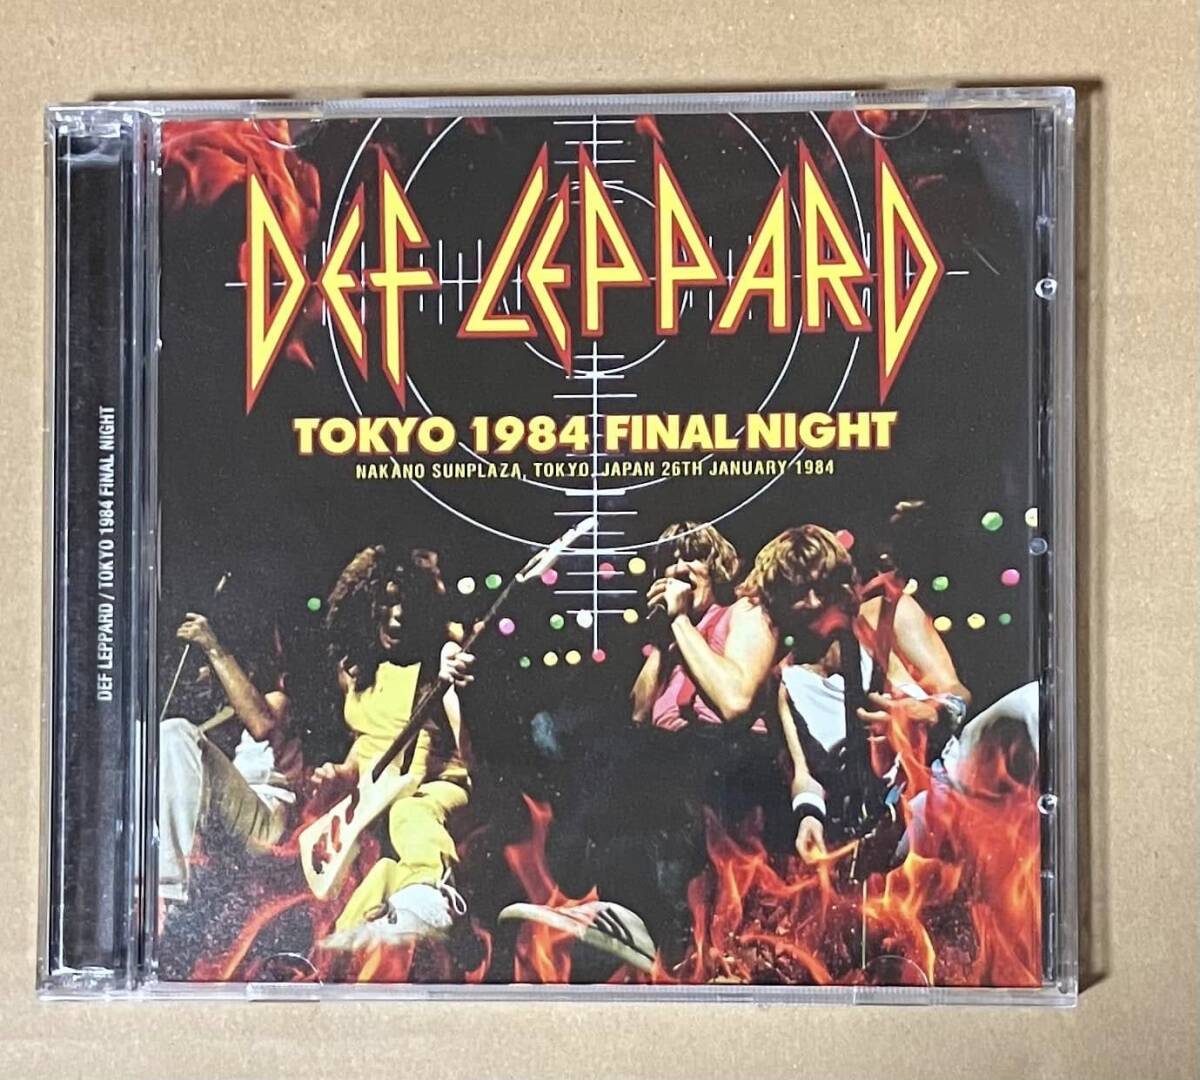 DEF LEPPARD
TOKYO 1984 FINAL NIGHT
NAKANO SUNPLAZA, TOKYO, JAPAN 26TH JANUARY 1984
DEF LEPPARD / TOKYO 1984 FINAL NIGHT